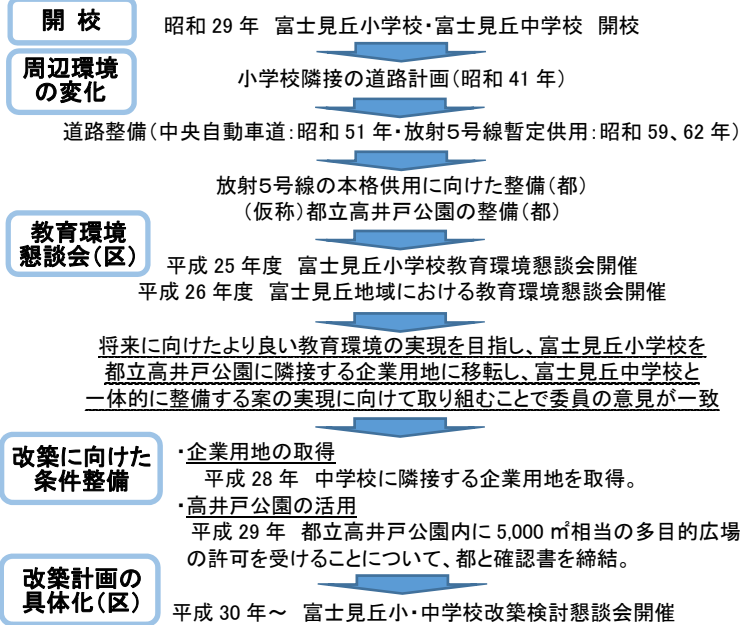 開 校
昭和 29 年 富士見丘小学校・富士見丘中学校 開校
周辺環境
の変化
小学校隣接の道路計画(昭和 41 年)
道路整備(中央自動車道:昭和 51 年・放射5号線暫定供用:昭和 59、62 年)
放射5号線の本格供用に向けた整備(都)
(仮称)都立高井戸公園の整備(都)
教育環境
懇談会(区)
平成 25 年度 富士見丘小学校教育環境懇談会開催
平成 26 年度 富士見丘地域における教育環境懇談会開催
将来に向けたより良い教育環境の実現を目指し、富士見丘小学校を
都立高井戸公園に隣接する企業用地に移転し、富士見丘中学校と
一体的に整備する案の実現に向けて取り組むことで委員の意見が一致
改築に向けた
条件整備
・企業用地の取得
平成 28 年 中学校に隣接する企業用地を取得。
・高井戸公園の活用
平成 29 年 都立高井戸公園内に 5,000 ㎡相当の多目的広場
の許可を受けることについて、都と確認書を締結。
改築計画の
具体化(区)
平成 30 年~ 富士見丘小・中学校改築検討懇談会開催